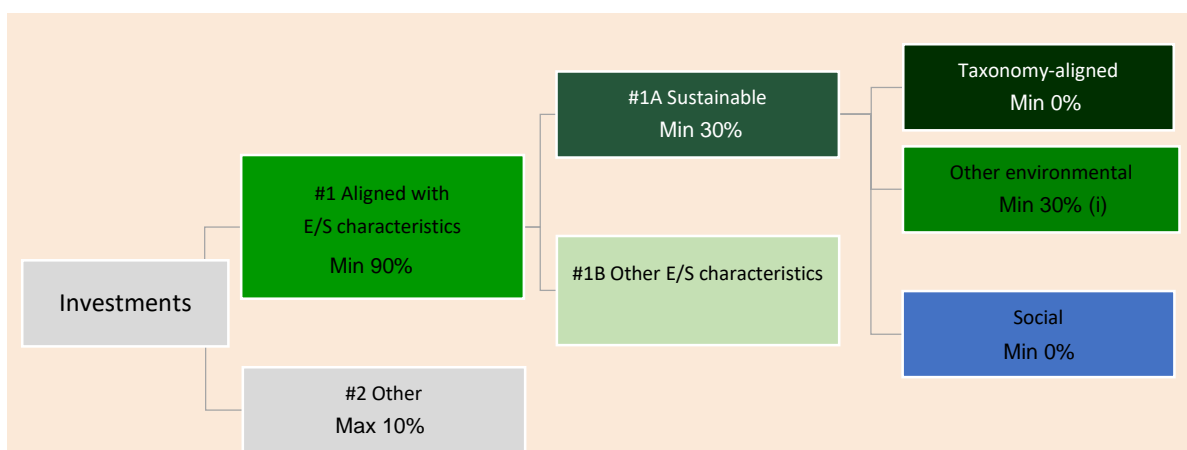 Investments
#1 Aligned with
E/S characteristics
Min 90%
#2 Other
Max 10%
#1A Sustainable
Min 30%
#1B Other E/S characteristics
Taxonomy-aligned
Min 0%
Other environmental
Min 30% (i)
Social
Min 0%